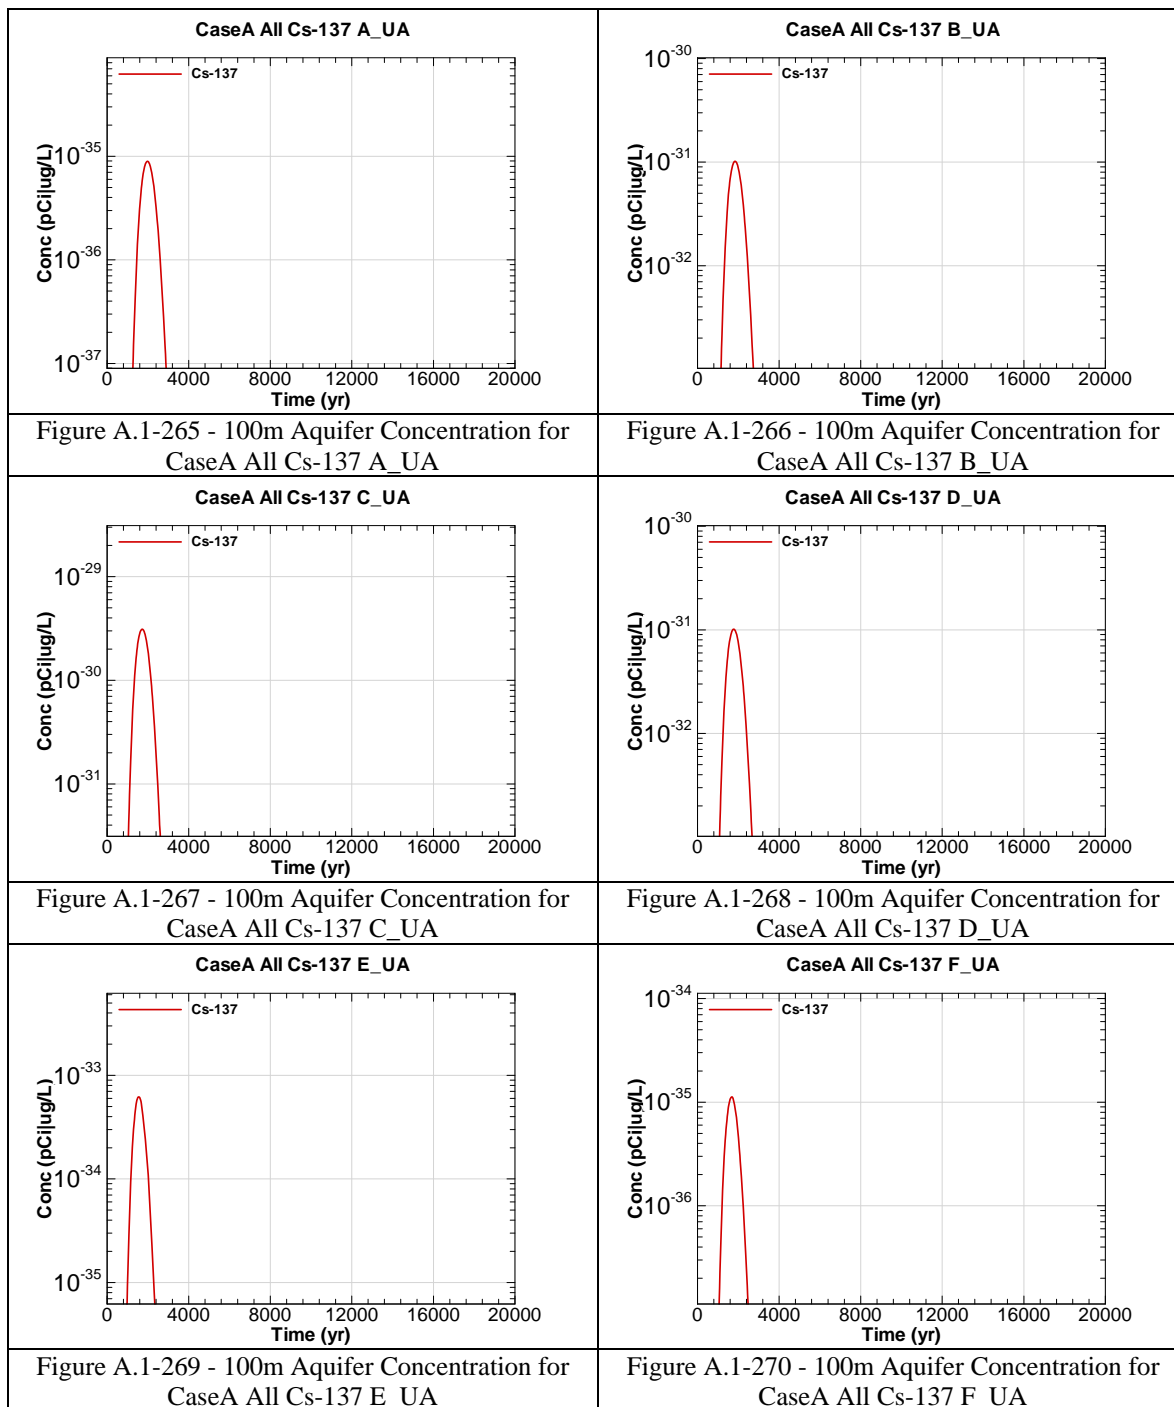 CaseA All Cs-137 A_UA
Cs-137
Conc (pCi|ug/L)
10-35
10-36
10-37
0 4000 8000 12000 16000 20000
Time (yr)
Figure A.1-265 - 100m Aquifer Concentration for
CaseA All Cs-137 A_UA
CaseA All Cs-137 B_UA
Cs-137
Conc (pCi|ug/L)
10-30
10-31
10-32
0 4000 8000 12000 16000 20000
Time (yr)
Figure A.1-266 - 100m Aquifer Concentration for
CaseA All Cs-137 B_UA
CaseA All Cs-137 C_UA
Cs-137
Conc (pCi|ug/L)
10-29
10-30
10-31
0 4000 8000 12000 16000 20000
Time (yr)
Figure A.1-267 - 100m Aquifer Concentration for
CaseA All Cs-137 C_UA
CaseA All Cs-137 D_UA
Cs-137
Conc (pCi|ug/L)
10-30
10-31
10-32
0 4000 8000 12000 16000 20000
Time (yr)
Figure A.1-268 - 100m Aquifer Concentration for
CaseA All Cs-137 D_UA
CaseA All Cs-137 E_UA
Cs-137
Conc (pCi|ug/L)
10-33
10-34
10-35
0 4000 8000 12000 16000 20000
Time (yr)
Figure A.1-269 - 100m Aquifer Concentration for
CaseA All Cs-137 E_UA
CaseA All Cs-137 F_UA
Cs-137
Conc (pCi|ug/L)
10-34
10-35
10-36
0 4000 8000 12000 16000 20000
Time (yr)
Figure A.1-270 - 100m Aquifer Concentration for
CaseA All Cs-137 F_UA